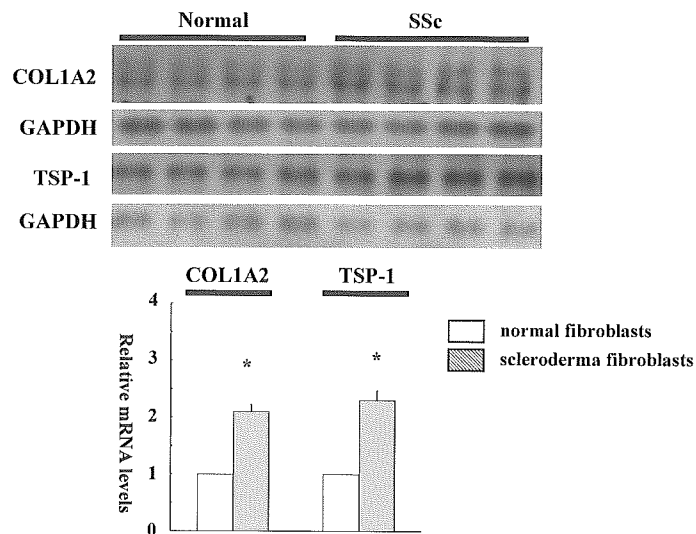 Normal SSc
COL1A2
GAPDH
TSP-1
GAPDH
COL1A2 TSP-1
4
3
2
1
0
Relative mRNA levels
* *
normal fibroblasts
scleroderma fibroblasts